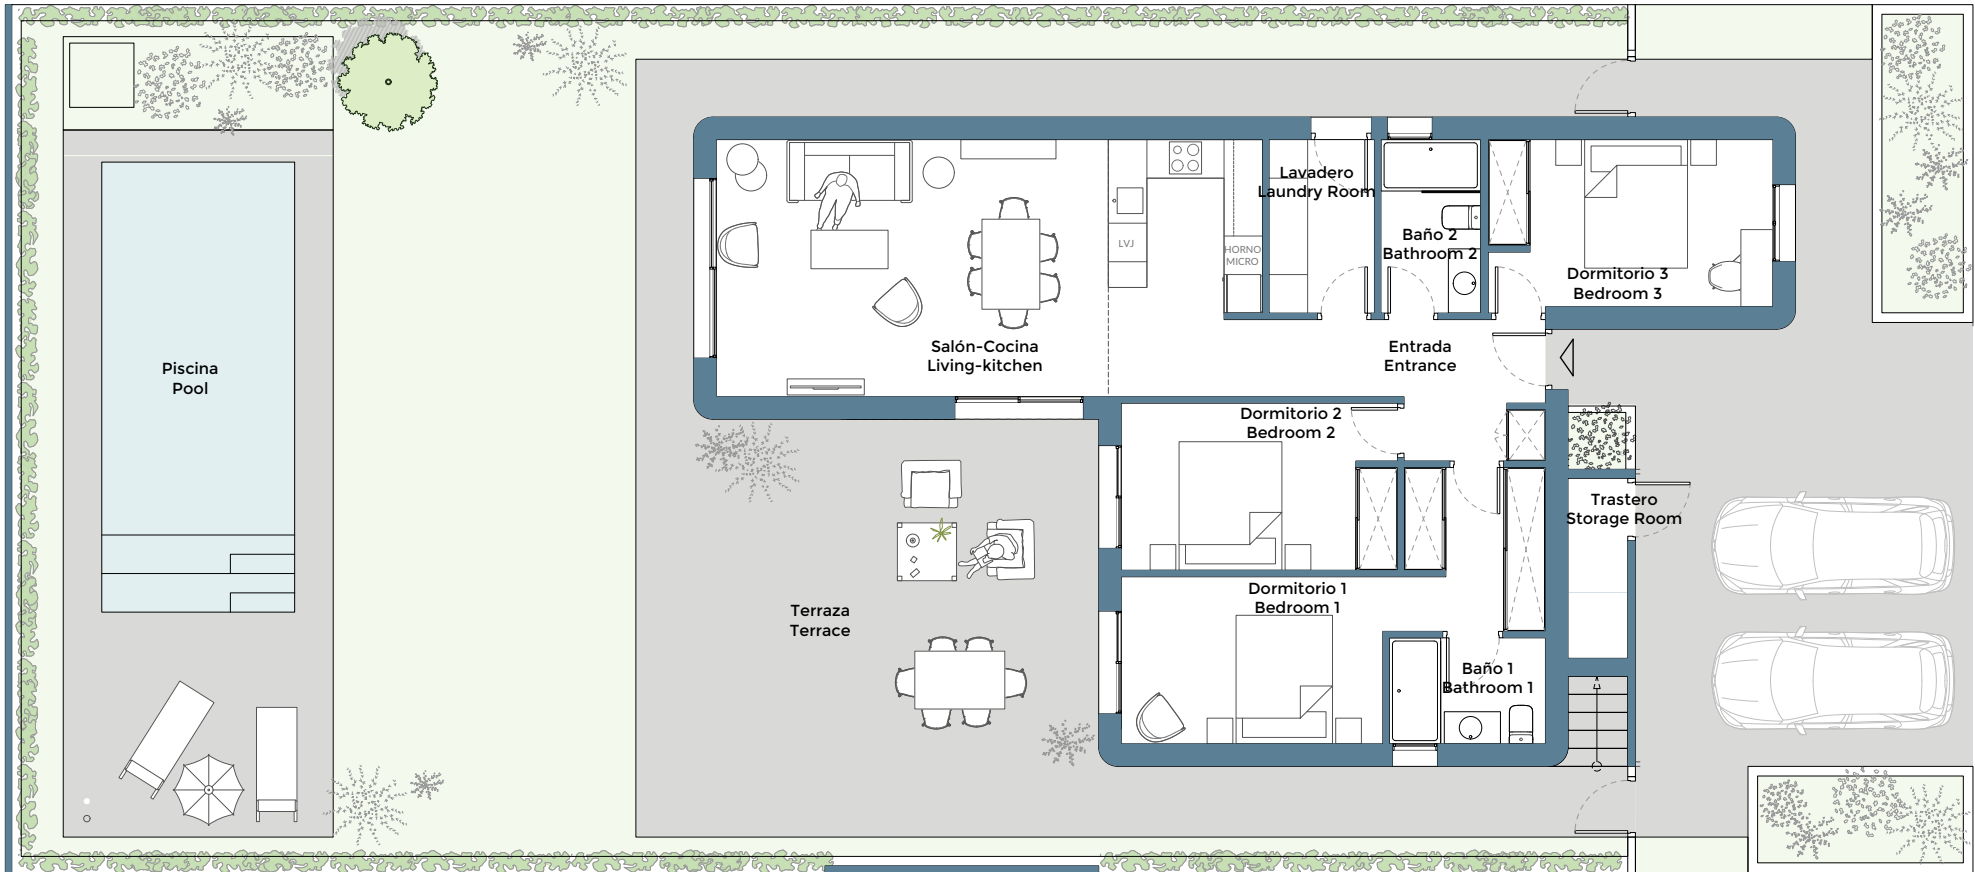 Lavadero
Laundry Room
Baño 2
Bathroom 2
LVJ
HORNO
MICRO
Dormitorio 3
Bedroom 3
Salón-Cocina
Living-kitchen
Entrada
Entrance
Piscina
Pool
Dormitorio 2
Bedroom 2
Trastero
Storage Room
Dormitorio 1
Bedroom 1
Terraza
Terrace
Baño 1
Bathroom 1